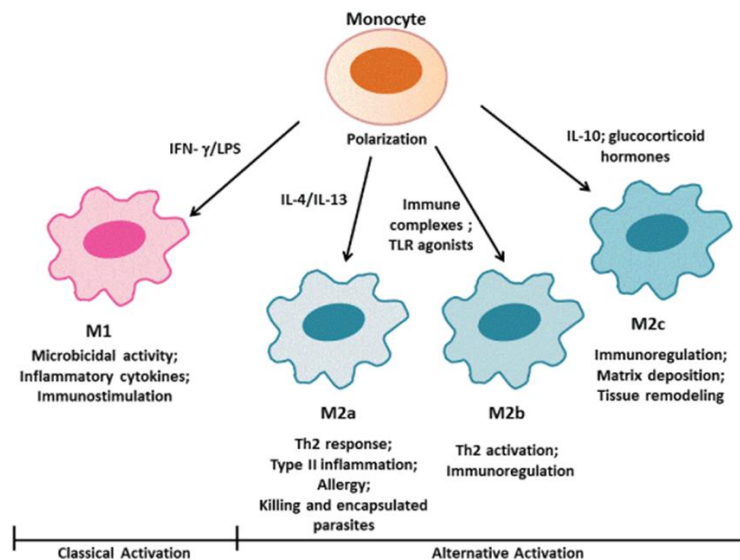 Monocyte
Polarization
IFN- γ/LPS
IL-4/IL-13
Immune
complexes ;
TLR agonists
IL-10; glucocorticoid
hormones
M1
Microbicidal activity;
Inflammatory cytokines;
Immunostimulation
M2a
Th2 response;
Type II inflammation;
Allergy;
Killing and encapsulated
parasites
M2b
Th2 activation;
Immunoregulation
M2c
Immunoregulation;
Matrix deposition;
Tissue remodeling
Classical Activation
Alternative Activation